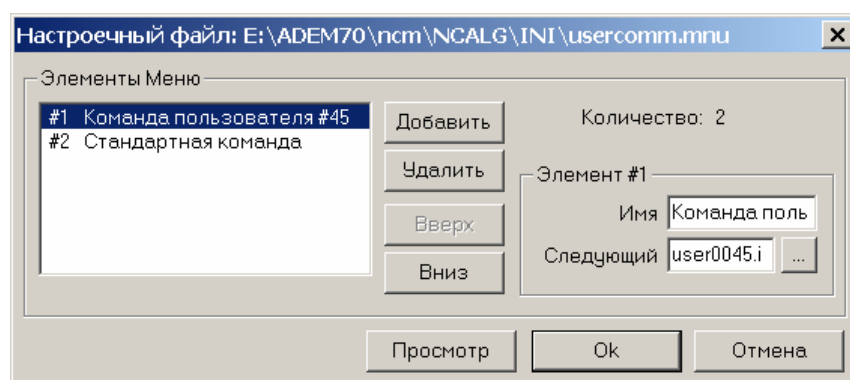 Настроечный файл: E:\ADEM70\ncm\NCALG\INI\usercomm.mnu
Элементы Меню
#1 Команда пользователя #45
#2 Стандартная команда
Добавить
Удалить
Вверх
Вниз
Количество: 2
Элемент #1
Имя Команда поль
Следующий user0045.i ...
Просмотр
Ok
Отмена